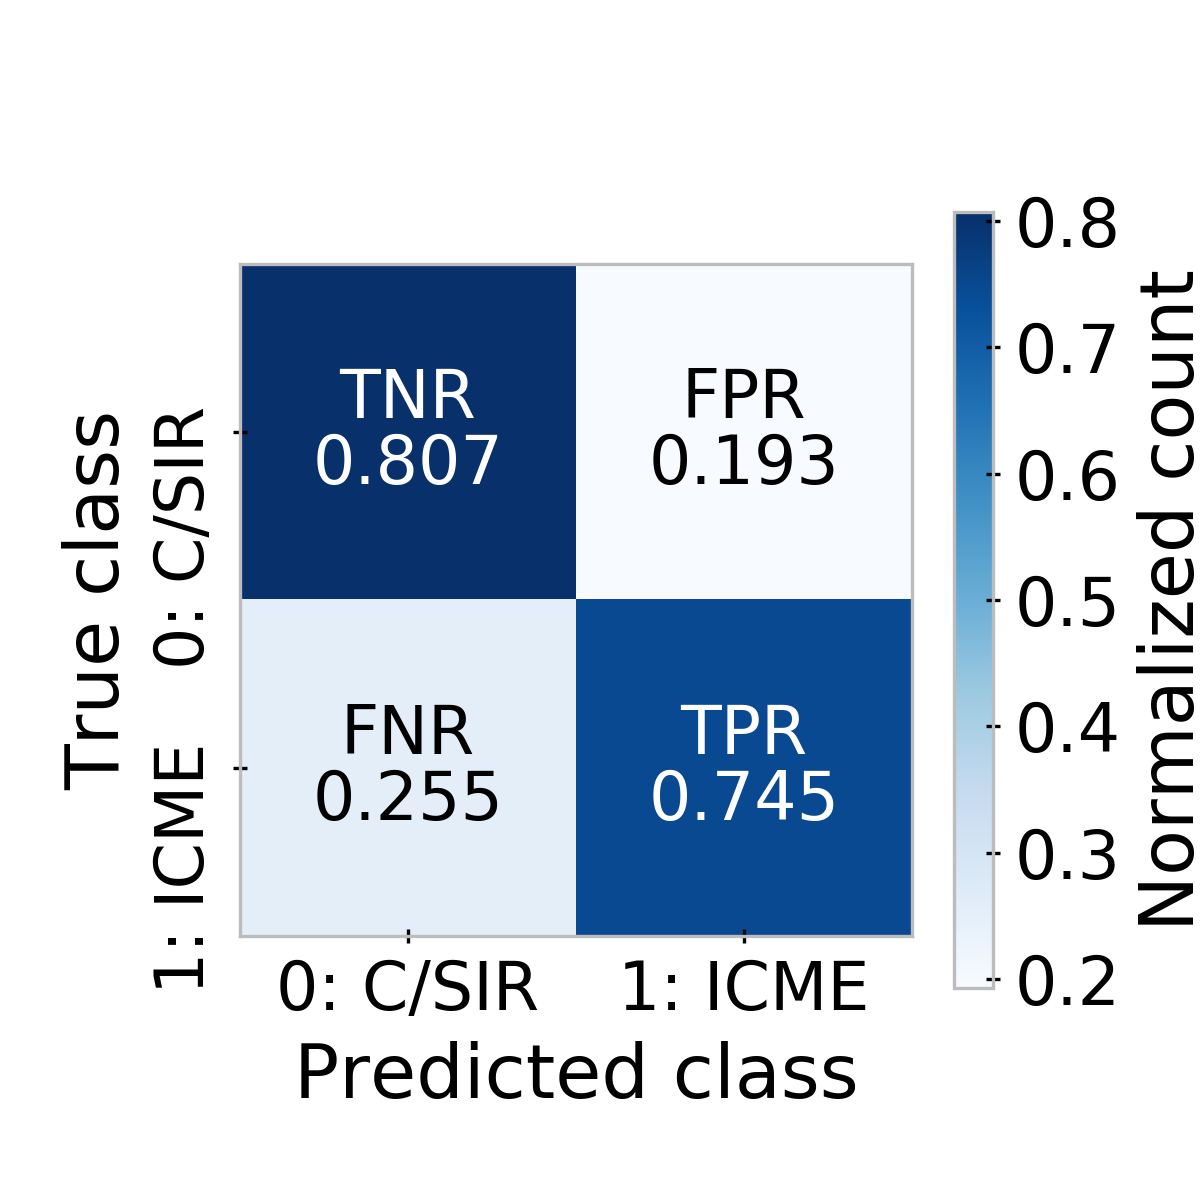 True class
0: C/SIR
1: ICME
TNR
0.807
FPR
0.193
FNR
0.255
TPR
0.745
0: C/SIR
1: ICME
Predicted class
0.8
0.7
0.6
0.5
0.4
0.3
0.2
Normalized count